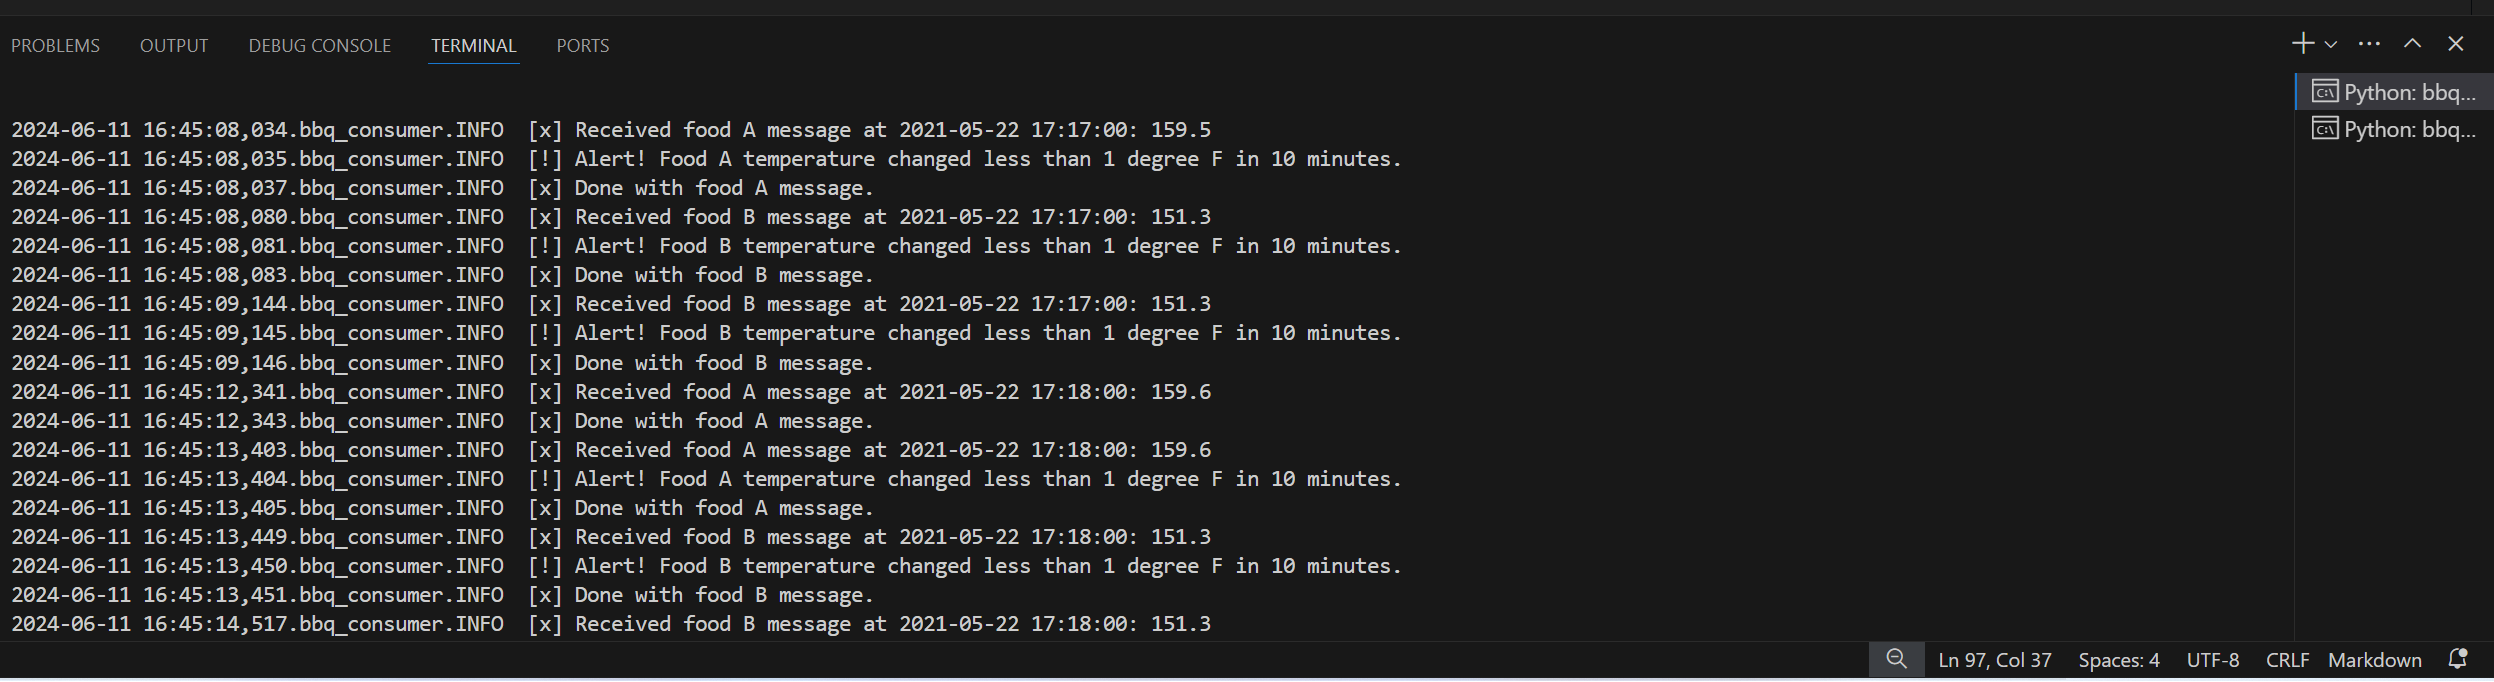 PROBLEMS OUTPUT DEBUG CONSOLE TERMINAL PORTS
Python: bbq...
Python: bbq...
2024-06-11 16:45:08,034.bbq_consumer.INFO  [x] Received food A message at 2021-05-22 17:17:00: 159.5
2024-06-11 16:45:08,035.bbq_consumer.INFO  [!] Alert! Food A temperature changed less than 1 degree F in 10 minutes.
2024-06-11 16:45:08,037.bbq_consumer.INFO  [x] Done with food A message.
2024-06-11 16:45:08,080.bbq_consumer.INFO  [x] Received food B message at 2021-05-22 17:17:00: 151.3
2024-06-11 16:45:08,081.bbq_consumer.INFO  [!] Alert! Food B temperature changed less than 1 degree F in 10 minutes.
2024-06-11 16:45:08,083.bbq_consumer.INFO  [x] Done with food B message.
2024-06-11 16:45:09,144.bbq_consumer.INFO  [x] Received food B message at 2021-05-22 17:17:00: 151.3
2024-06-11 16:45:09,145.bbq_consumer.INFO  [!] Alert! Food B temperature changed less than 1 degree F in 10 minutes.
2024-06-11 16:45:09,146.bbq_consumer.INFO  [x] Done with food B message.
2024-06-11 16:45:12,341.bbq_consumer.INFO  [x] Received food A message at 2021-05-22 17:18:00: 159.6
2024-06-11 16:45:12,343.bbq_consumer.INFO  [x] Done with food A message.
2024-06-11 16:45:13,403.bbq_consumer.INFO  [x] Received food A message at 2021-05-22 17:18:00: 159.6
2024-06-11 16:45:13,404.bbq_consumer.INFO  [!] Alert! Food A temperature changed less than 1 degree F in 10 minutes.
2024-06-11 16:45:13,405.bbq_consumer.INFO  [x] Done with food A message.
2024-06-11 16:45:13,449.bbq_consumer.INFO  [x] Received food B message at 2021-05-22 17:18:00: 151.3
2024-06-11 16:45:13,450.bbq_consumer.INFO  [!] Alert! Food B temperature changed less than 1 degree F in 10 minutes.
2024-06-11 16:45:13,451.bbq_consumer.INFO  [x] Done with food B message.
2024-06-11 16:45:14,517.bbq_consumer.INFO  [x] Received food B message at 2021-05-22 17:18:00: 151.3
Ln 97, Col 37 Spaces: 4 UTF-8 CRLF Markdown